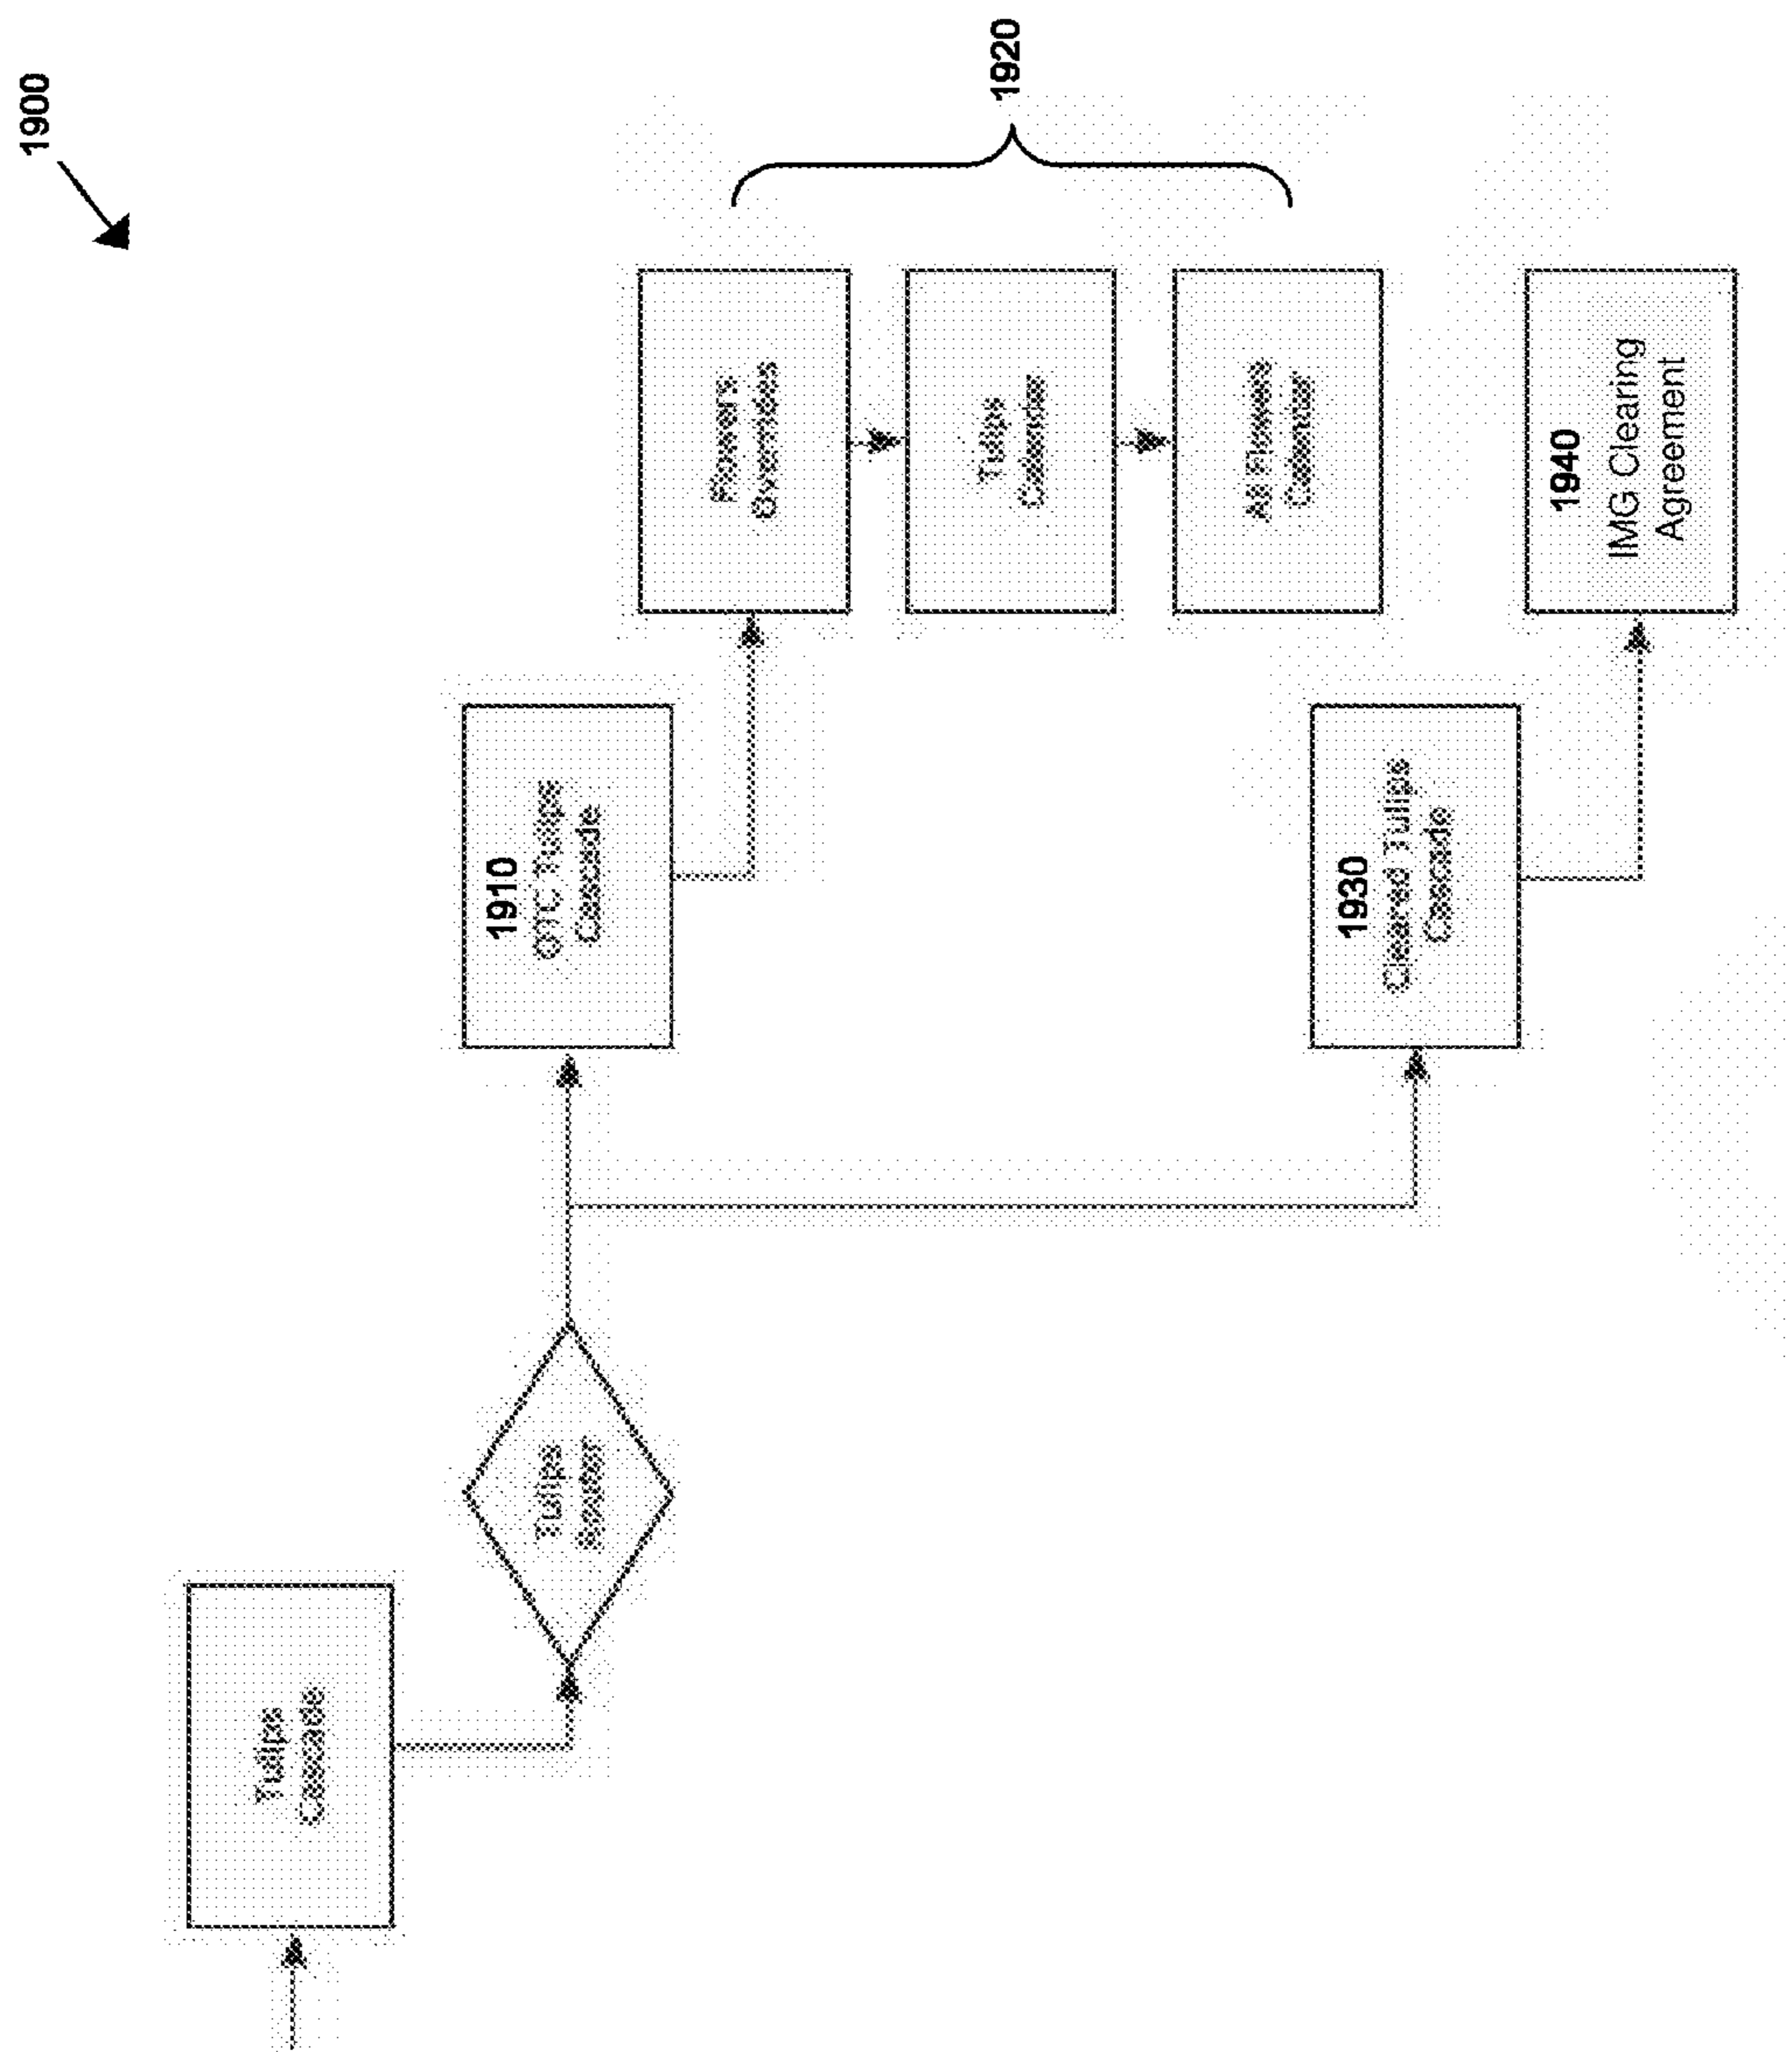 1900
Tulips
Cascade
Tulips
1910
OTC Tulips
Cascade
Flowers
Overrides
Tulips
Calendar
All Flowers
Calendar
1920
1930
Cleared Tulips
Cascade
1940
IMG Clearing
Agreement